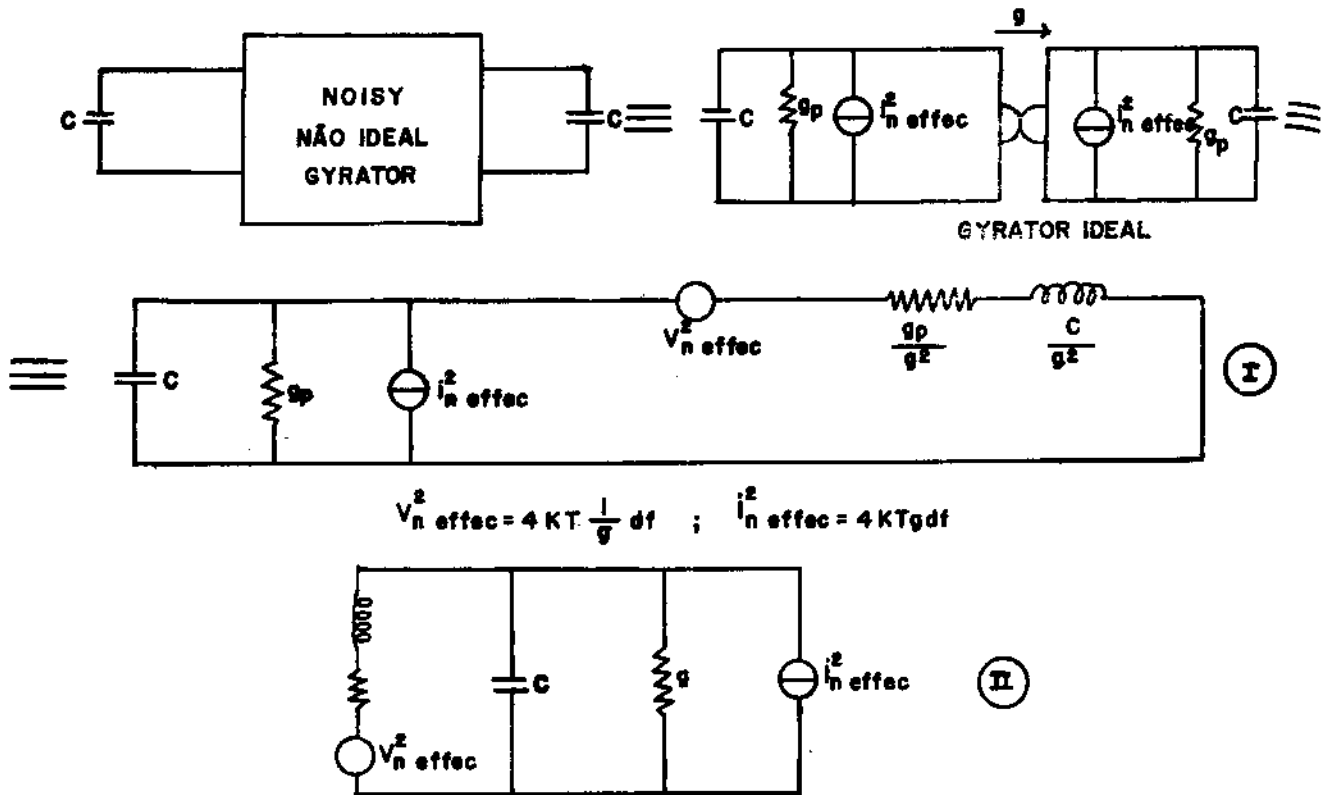 g
C
NOISY
NÃO IDEAL
GYRATOR
C
C
gp
i²n effec
i²n effec
gp
C
GYRATOR IDEAL
C
gp
i²n effec
V²n effec
gp/g²
C/g²
I
V²n effec = 4 KT 1/g df ; i²n effec = 4 KTgdf
C
g
i²n effec
V²n effec
II